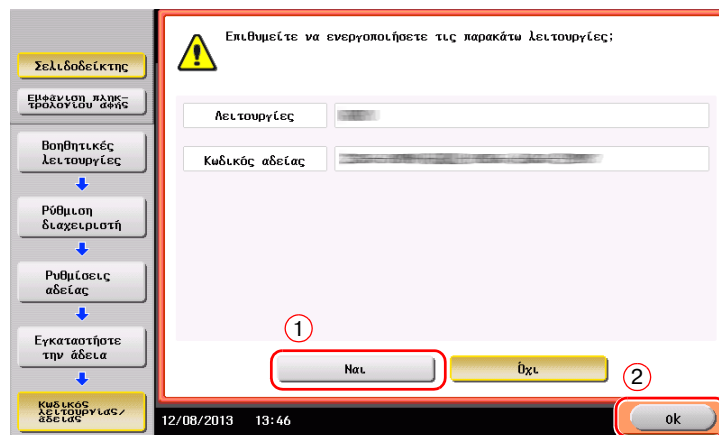 Σελιδοδείκτης
Εμφάνιση πληκ-
τρολογίου αφής
Βοηθητικές
λειτουργίες
Ρύθμιση
διαχειριστή
Ρυθμίσεις
αδείας
Εγκαταστήστε
την άδεια
Κωδικός
λειτουργίας/
άδειας
Επιθυμείτε να ενεργοποιήσετε τις παρακάτω λειτουργίες;
Λειτουργίες
Κωδικός αδείας
1
Ναι
Όχι
2
12/08/2013 13:46
ok